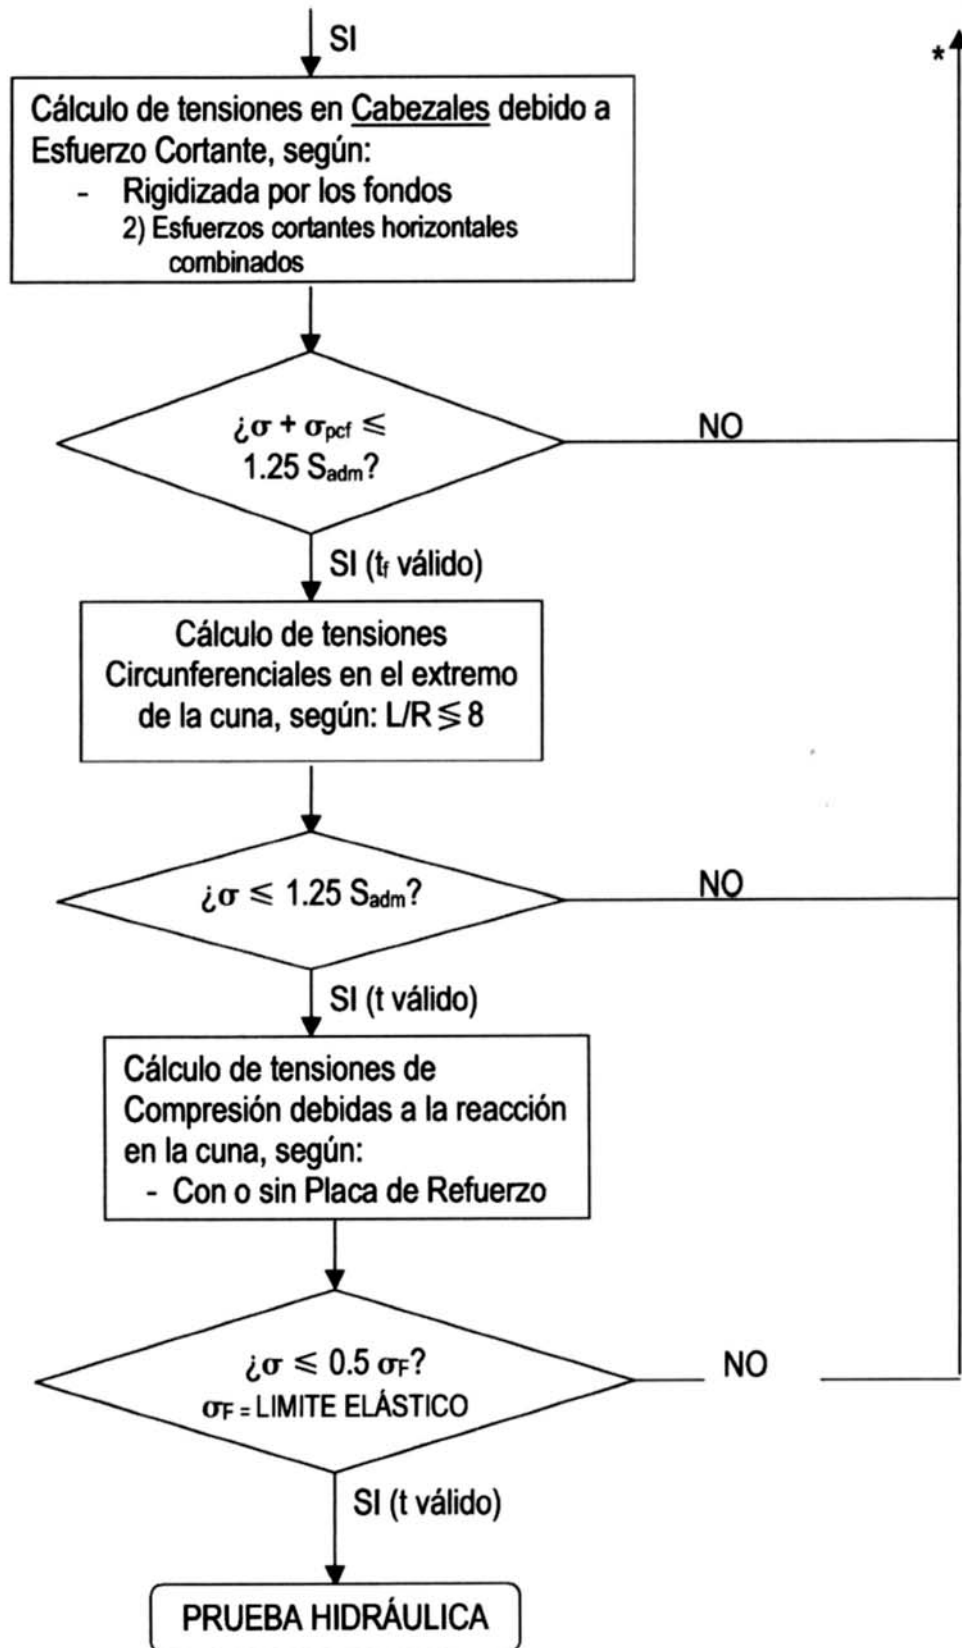 SI
*
Cálculo de tensiones en Cabezales debido a
Esfuerzo Cortante, según:
- Rigidizada por los fondos
2) Esfuerzos cortantes horizontales
combinados
¿σ + σpcf ≤
1.25 Sadm?
NO
SI (tf válido)
Cálculo de tensiones
Circunferenciales en el extremo
de la cuna, según: L/R ≦ 8
¿σ ≤ 1.25 Sadm?
NO
SI (t válido)
Cálculo de tensiones de
Compresión debidas a la reacción
en la cuna, según:
- Con o sin Placa de Refuerzo
¿σ ≤ 0.5 σF?
σF = LIMITE ELÁSTICO
NO
SI (t válido)
PRUEBA HIDRÁULICA